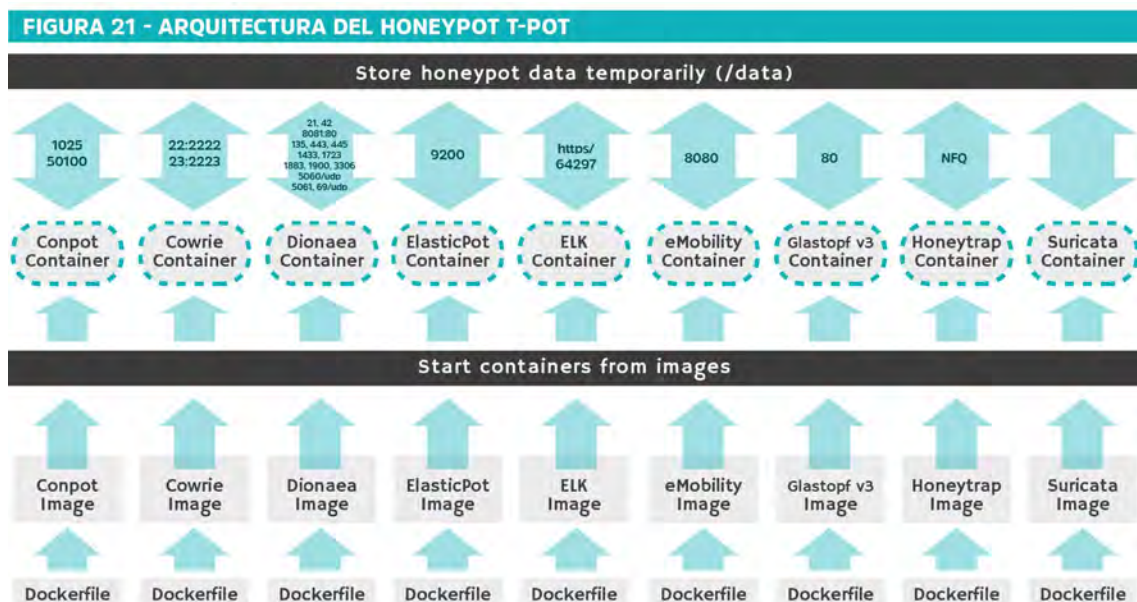 FIGURA 21 - ARQUITECTURA DEL HONEYPOT T-POT
Store honeypot data temporarily (/data)
1025
50100
22:2222
23:2223
21, 42
8081:80
135, 443, 445
1433, 1723
1883, 1900, 3306
5060/udp
5061, 69/udp
9200
https/
64297
8080
80
NFQ
Conpot
Container
Cowrie
Container
Dionaea
Container
ElasticPot
Container
ELK
Container
eMobility
Container
Glastopf v3
Container
Honeytrap
Container
Suricata
Container
Start containers from images
Conpot
Image
Cowrie
Image
Dionaea
Image
ElasticPot
Image
ELK
Image
eMobility
Image
Glastopf v3
Image
Honeytrap
Image
Suricata
Image
Dockerfile
Dockerfile
Dockerfile
Dockerfile
Dockerfile
Dockerfile
Dockerfile
Dockerfile
Dockerfile